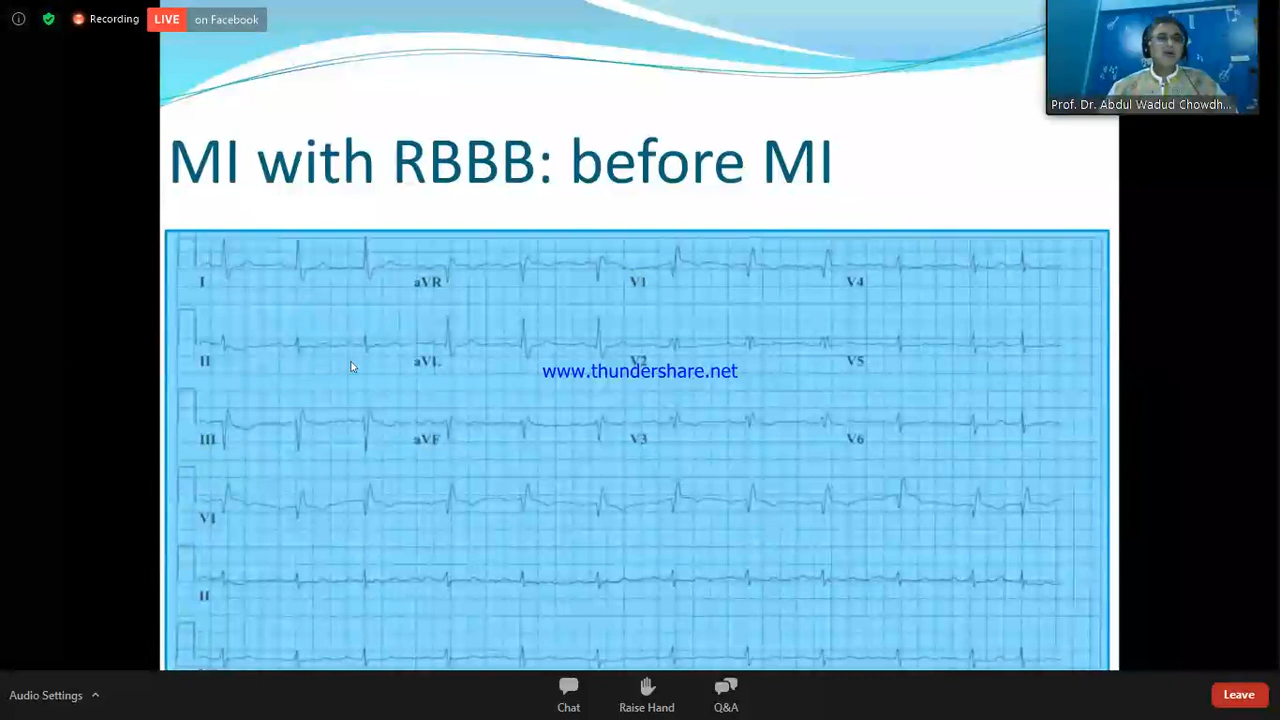 Recording
LIVE on Facebook
Prof. Dr. Abdul Wadud Chowdh...
MI with RBBB: before MI
I aVR V1 V4
II aVL V2 V5
www.thundershare.net
III aVF V3 V6
V1
II
Audio Settings
Chat
Raise Hand
Q&A
Leave